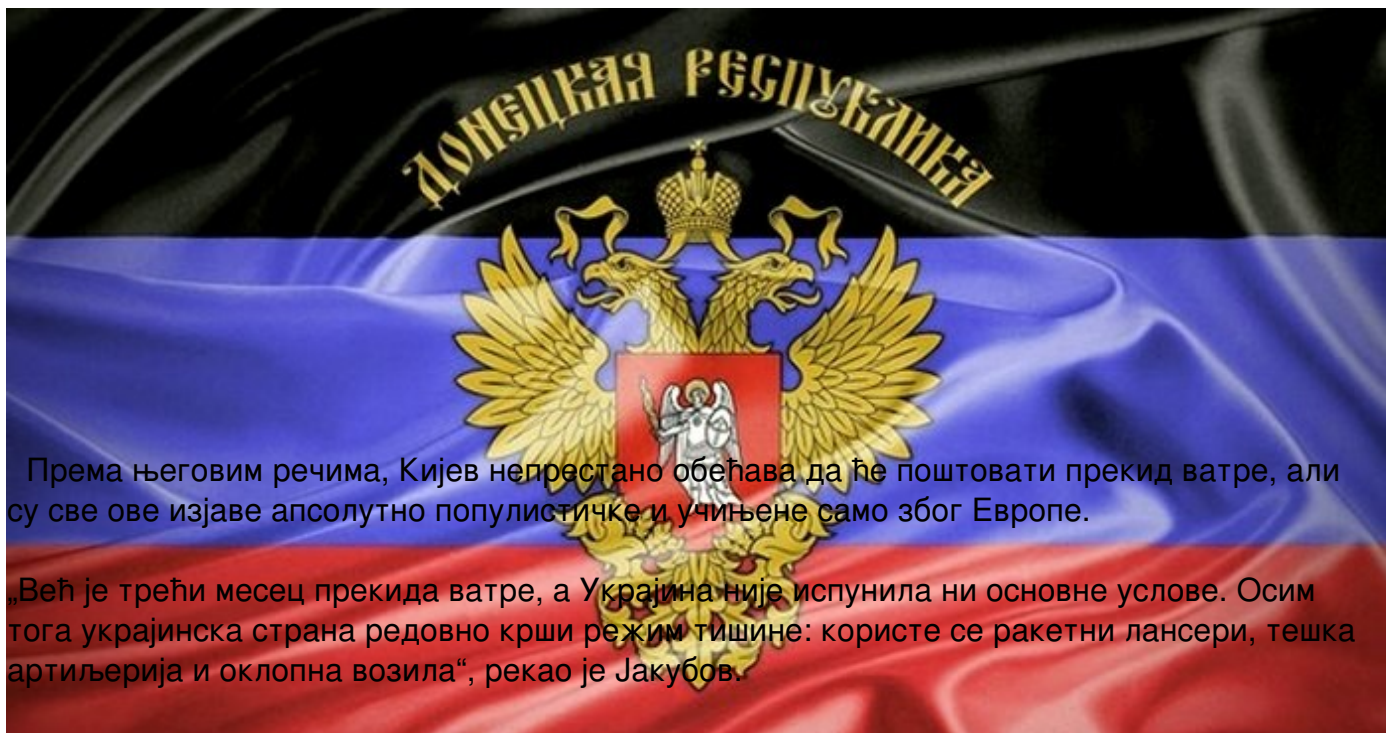 ДОНЕЦКАЯ РЕСПУБЛИКА
Према његовим речима, Кијев непрестано обећава да ће поштовати прекид ватре, али
су све ове изјаве апсолутно популистичке и учињене само због Европе.
„Већ је трећи месец прекида ватре, а Украјина није испунила ни основне услове. Осим
тога украјинска страна редовно крши режим тишине: користе се ракетни лансери, тешка
артиљерија и оклопна возила“, рекао је Јакубов.